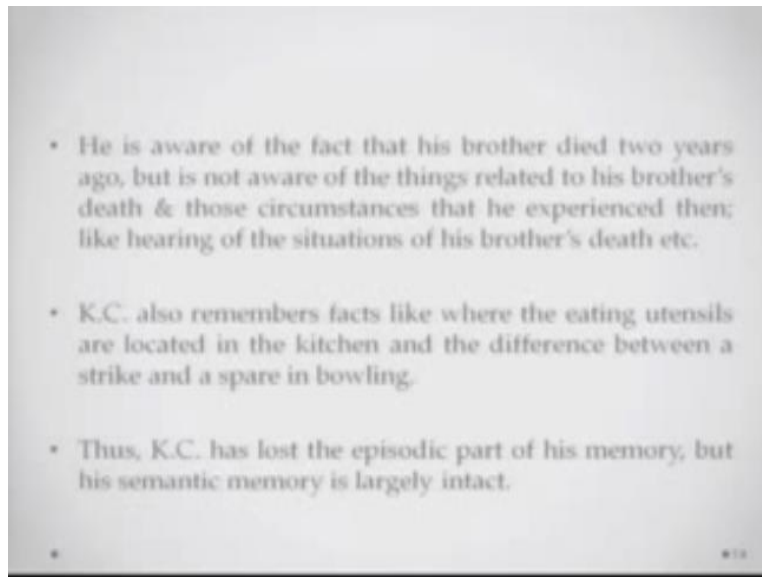 • He is aware of the fact that his brother died two years
ago, but is not aware of the things related to his brother's
death & those circumstances that he experienced then;
like hearing of the situations of his brother's death etc.
• K.C. also remembers facts like where the eating utensils
are located in the kitchen and the difference between a
strike and a spare in bowling.
• Thus, K.C. has lost the episodic part of his memory, but
his semantic memory is largely intact.